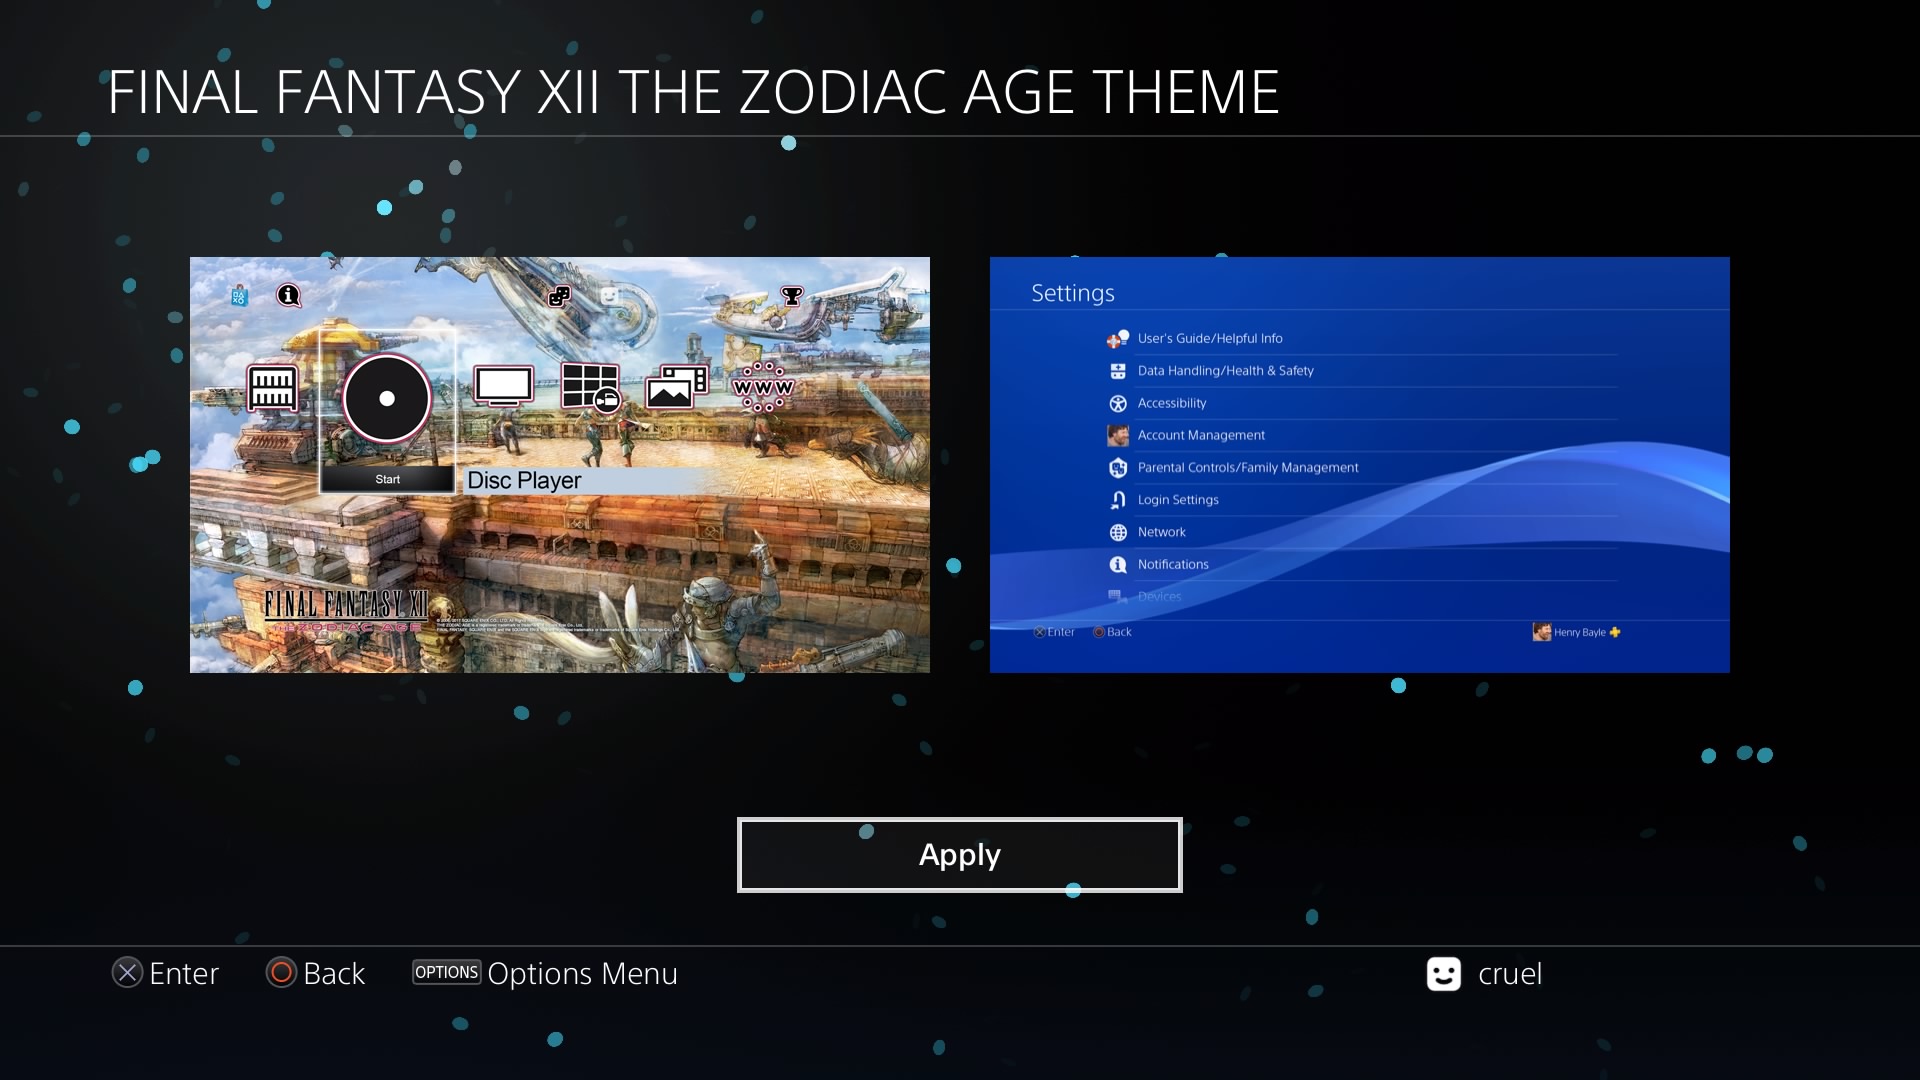 FINAL FANTASY XII THE ZODIAC AGE THEME
WWW
Start
Disc Player
FINAL FANTASY XII
THE ZODIAC AGE
Settings
User's Guide/Helpful Info
Data Handling/Health & Safety
Accessibility
Account Management
Parental Controls/Family Management
Login Settings
Network
Notifications
Devices
Enter
Back
Henry Bayle
Apply
Enter
Back
OPTIONS Options Menu
cruel